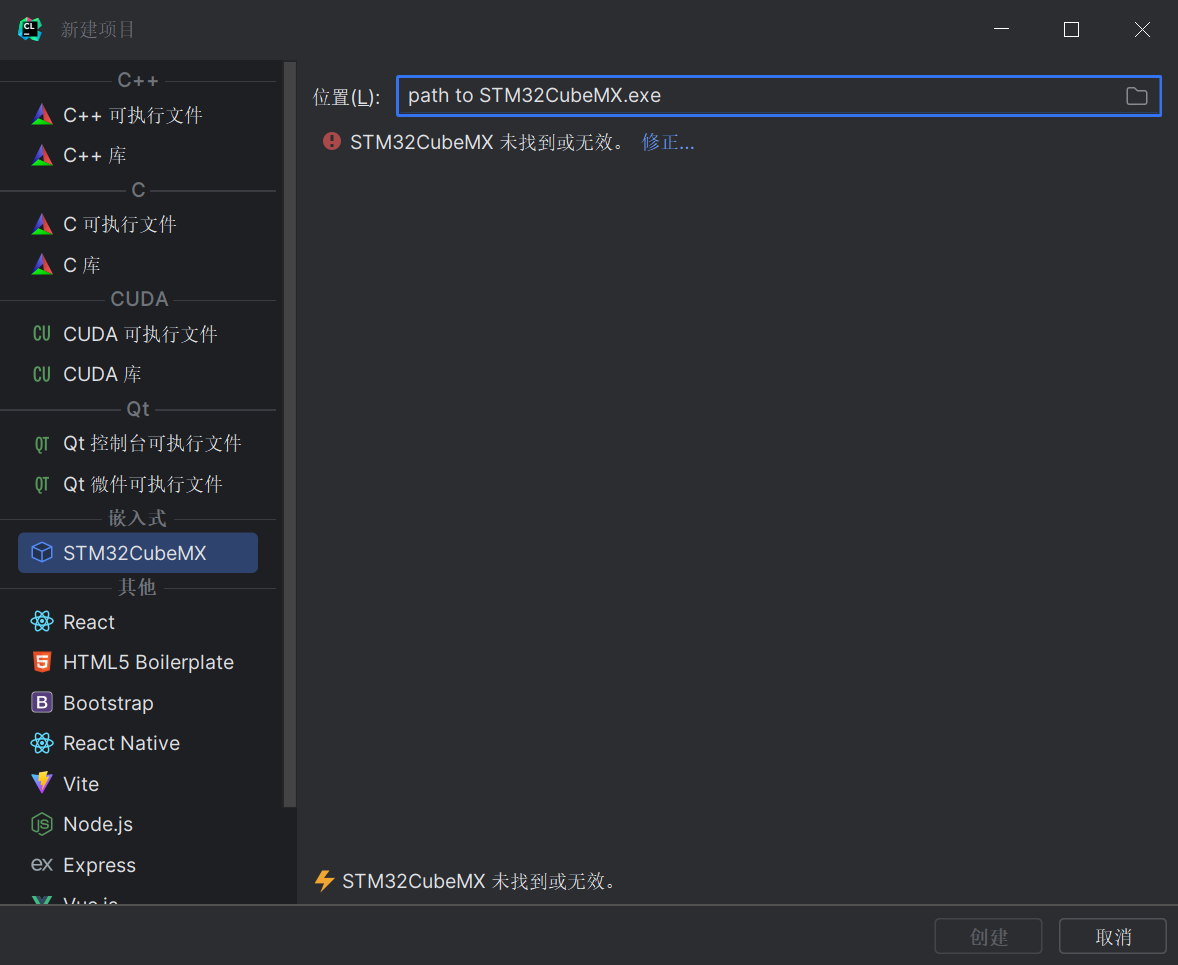 CL
新建项目
C++
C++ 可执行文件
C++ 库
C
C 可执行文件
C 库
CUDA
CU CUDA 可执行文件
CU CUDA 库
Qt
QT Qt 控制台可执行文件
QT Qt 微件可执行文件
嵌入式
STM32CubeMX
其他
React
5 HTML5 Boilerplate
B Bootstrap
React Native
Vite
JS Node.js
ex Express
Vue.js
位置(L): path to STM32CubeMX.exe
STM32CubeMX 未找到或无效。 修正...
STM32CubeMX 未找到或无效。
创建 取消